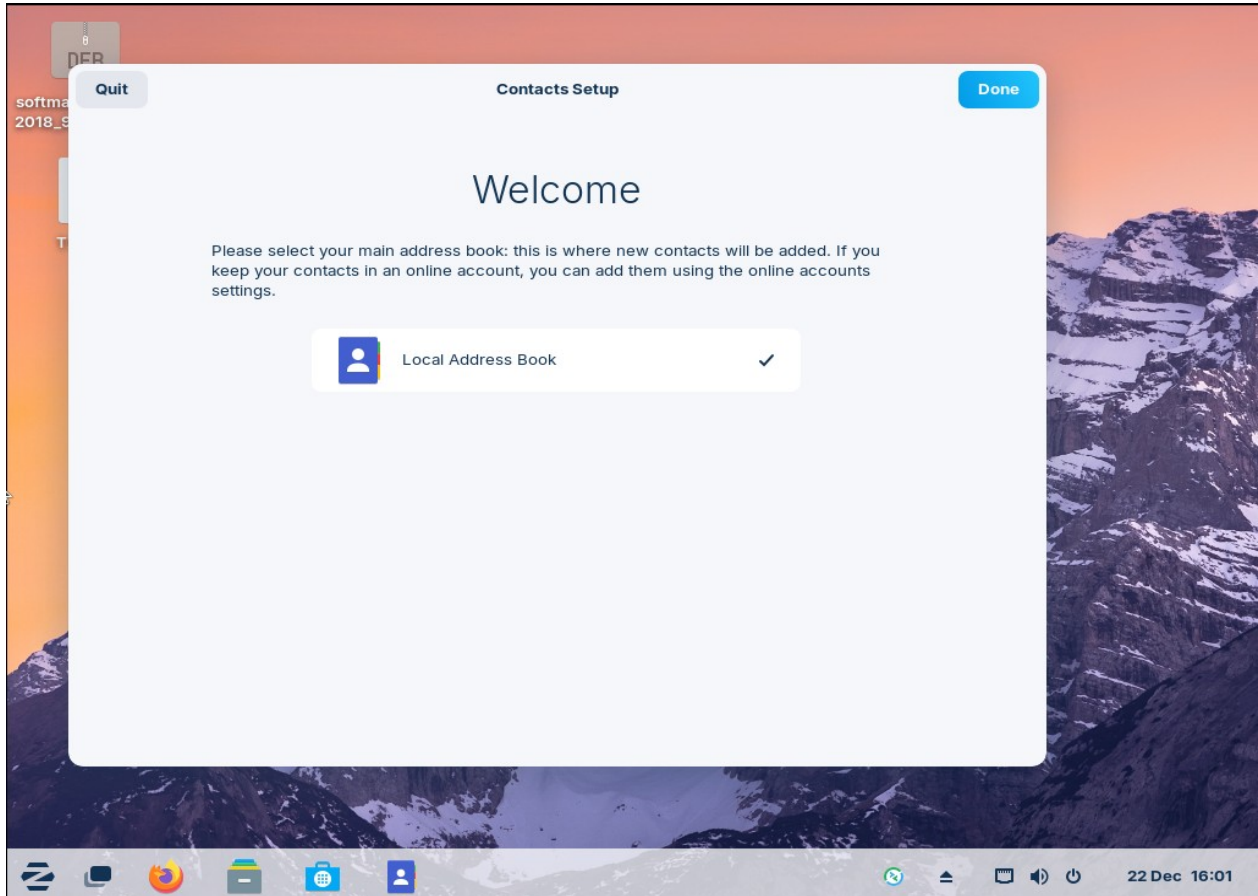 DEB
Quit
Contacts Setup
Done
softma
2018_S
Welcome
Please select your main address book: this is where new contacts will be added. If you
keep your contacts in an online account, you can add them using the online accounts
settings.
T
Local Address Book
22 Dec 16:01